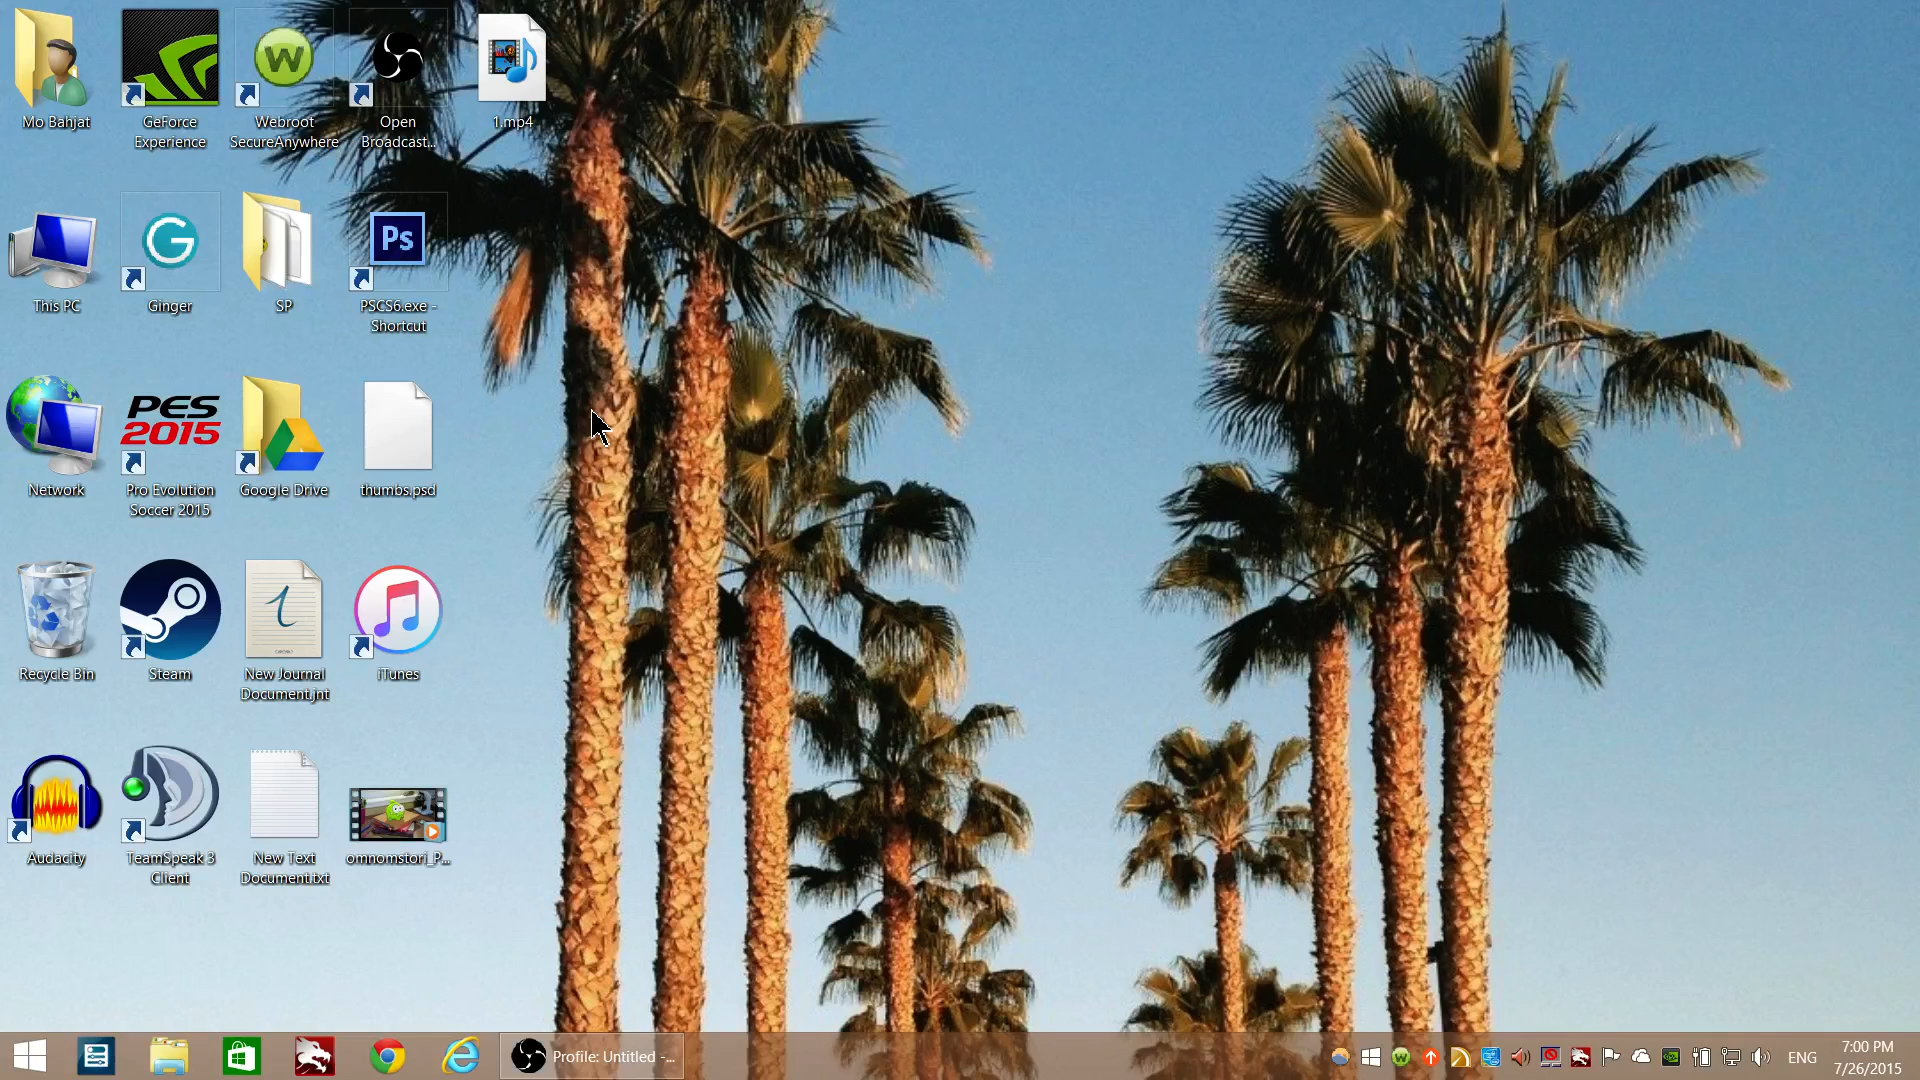 Mo Bahjat
GeForce
Experience
Webroot
SecureAnywhere
Open
Broadcast...
1.mp4
This PC
Ginger
SP
Ps
PSCS6.exe -
Shortcut
Network
PES
2015
Pro Evolution
Soccer 2015
Google Drive
thumbs.psd
Recycle Bin
Steam
New Journal
Document.jnt
iTunes
Audacity
TeamSpeak 3
Client
New Text
Document.txt
omnomstori_P...
Profile: Untitled -...
ENG
7:00 PM
7/26/2015